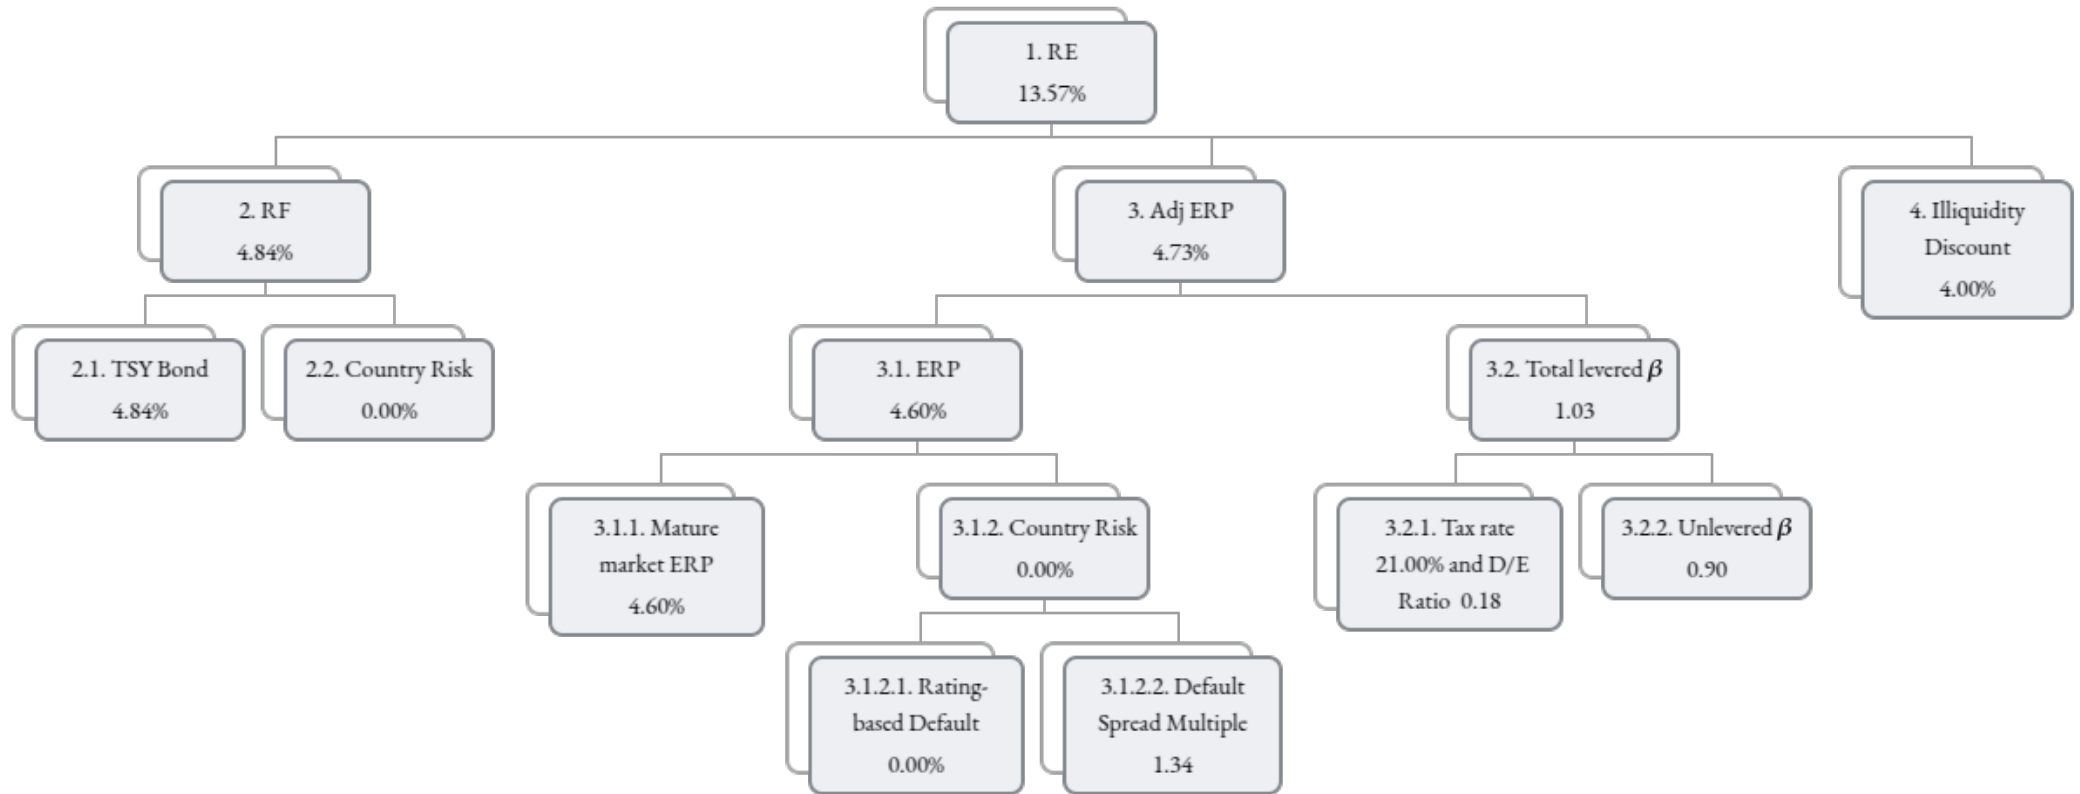 1. RE
13.57%
2. RF
4.84%
3. Adj ERP
4.73%
4. Illiquidity
Discount
4.00%
2.1. TSY Bond
4.84%
2.2. Country Risk
0.00%
3.1. ERP
4.60%
3.2. Total levered β
1.03
3.1.1. Mature
market ERP
4.60%
3.1.2. Country Risk
0.00%
3.2.1. Tax rate
21.00% and D/E
Ratio 0.18
3.2.2. Unlevered β
0.90
3.1.2.1. Rating-
based Default
0.00%
3.1.2.2. Default
Spread Multiple
1.34